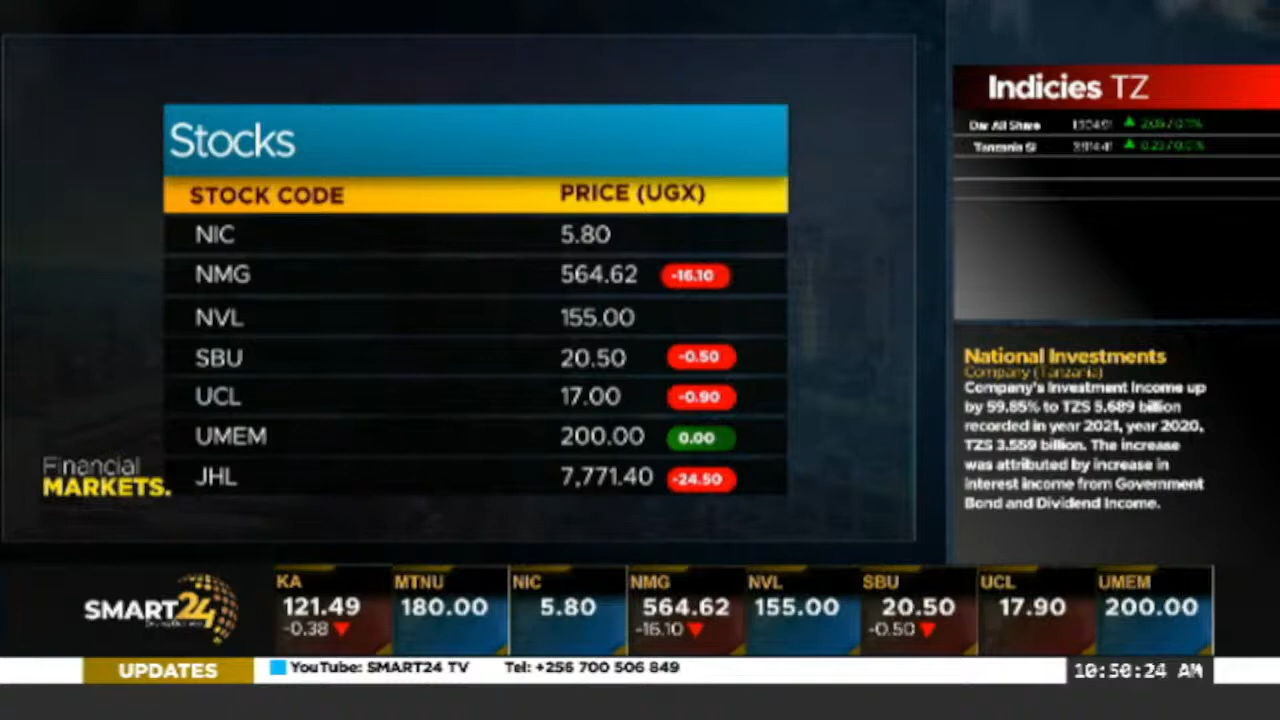 Stocks
STOCK CODE PRICE (UGX)
NIC 5.80
NMG 564.62 -16.10
NVL 155.00
SBU 20.50 -0.50
UCL 17.00 -0.90
UMEM 200.00 0.00
JHL 7,771.40 -24.50
Financial
MARKETS.
Indicies TZ
Dar All Share
Tanzania SI
National Investments
Company (Tanzania)
Company's Investment Income up
by 59.85% to TZS 5.689 billion
recorded in year 2021, year 2020,
TZS 3.559 billion. The increase
was attributed by increase in
interest income from Government
Bond and Dividend Income.
SMART24
KA MTNU NIC NMG NVL SBU UCL UMEM
121.49 180.00 5.80 564.62 155.00 20.50 17.90 200.00
-0.38 -16.10 -0.50
UPDATES YouTube: SMART24 TV Tel: +256 700 506 849 10:50:24 AM